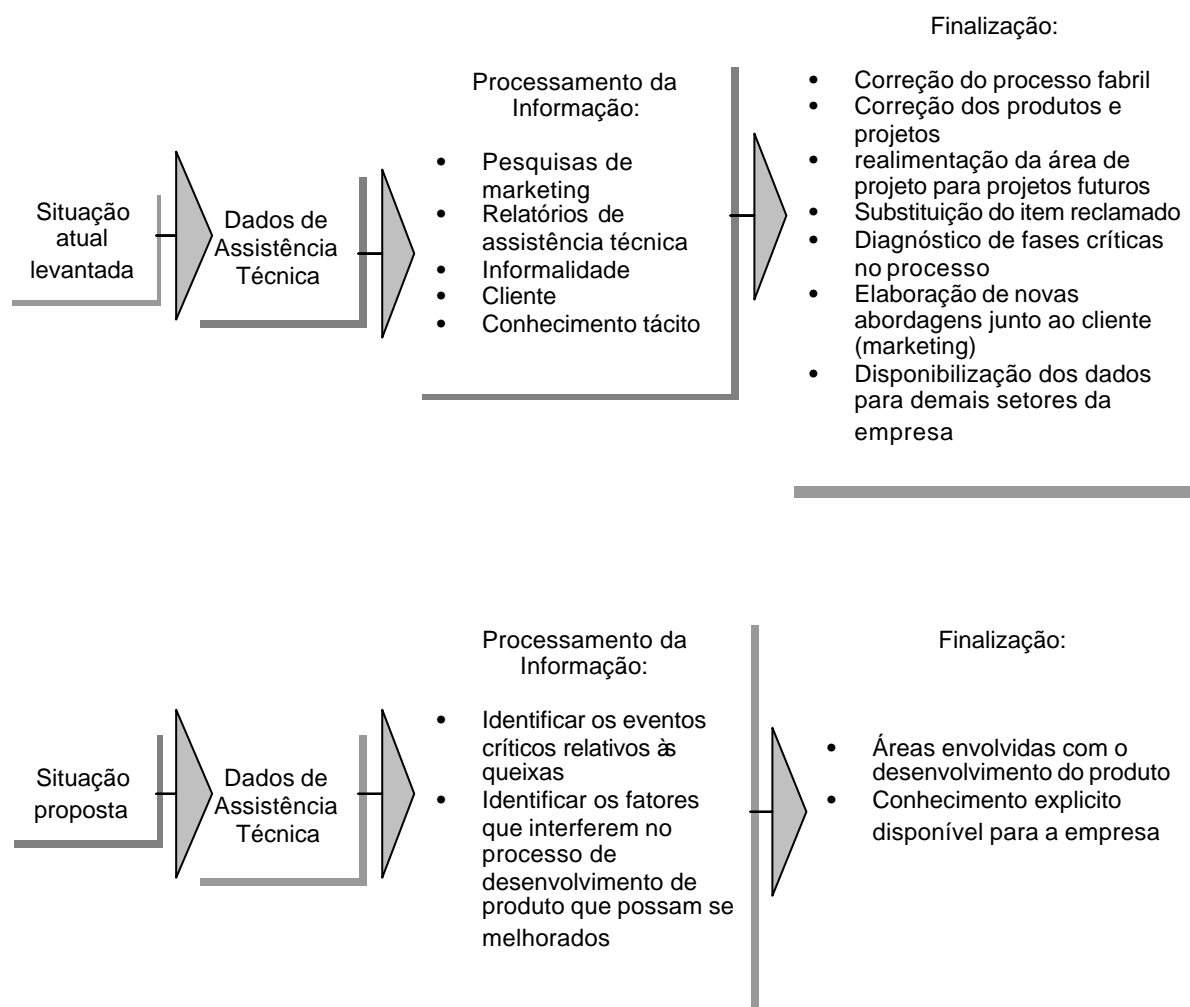 Situação
atual
levantada
Dados de
Assistência
Técnica
Processamento da
Informação:
• Pesquisas de
marketing
• Relatórios de
assistência técnica
• Informalidade
• Cliente
• Conhecimento tácito
Finalização:
• Correção do processo fabril
• Correção dos produtos e
projetos
• realimentação da área de
projeto para projetos futuros
• Substituição do item reclamado
• Diagnóstico de fases críticas
no processo
• Elaboração de novas
abordagens junto ao cliente
(marketing)
• Disponibilização dos dados
para demais setores da
empresa
Situação
proposta
Dados de
Assistência
Técnica
Processamento da
Informação:
• Identificar os eventos
críticos relativos às
queixas
• Identificar os fatores
que interferem no
processo de
desenvolvimento de
produto que possam se
melhorados
Finalização:
• Áreas envolvidas com o
desenvolvimento do produto
• Conhecimento explicito
disponível para a empresa